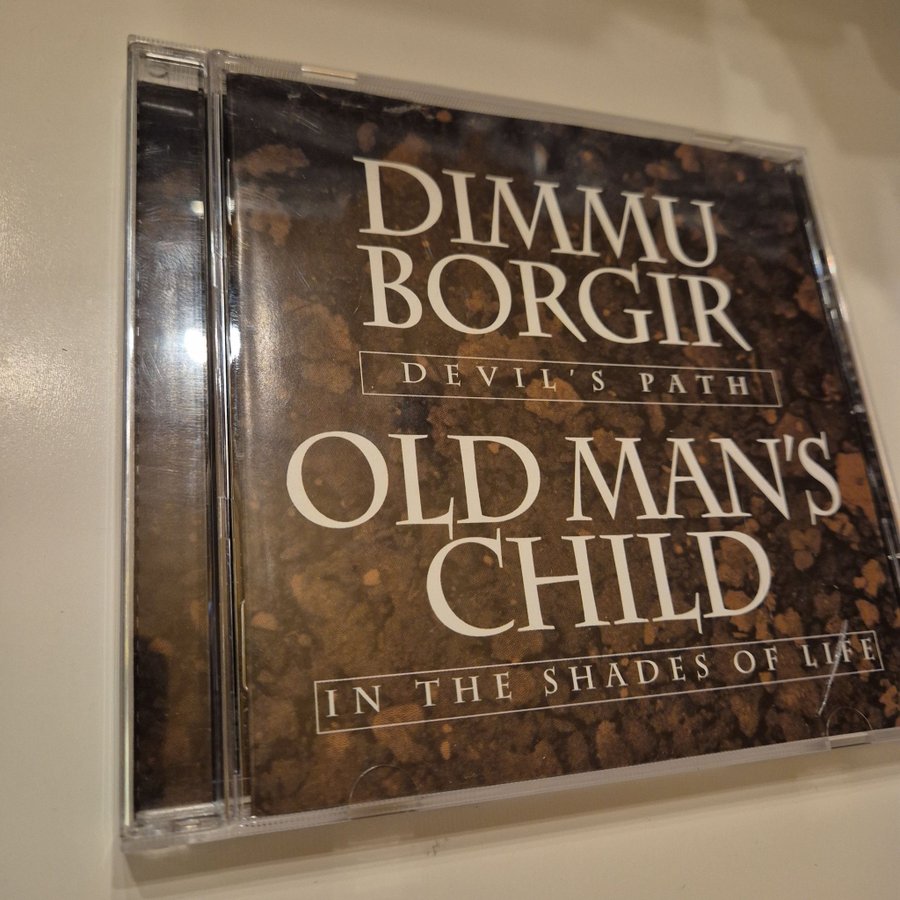 DIMMU
BORGIR
DEVIL'S PATH
OLD MAN'S
CHILD
IN THE SHADES OF LIFE